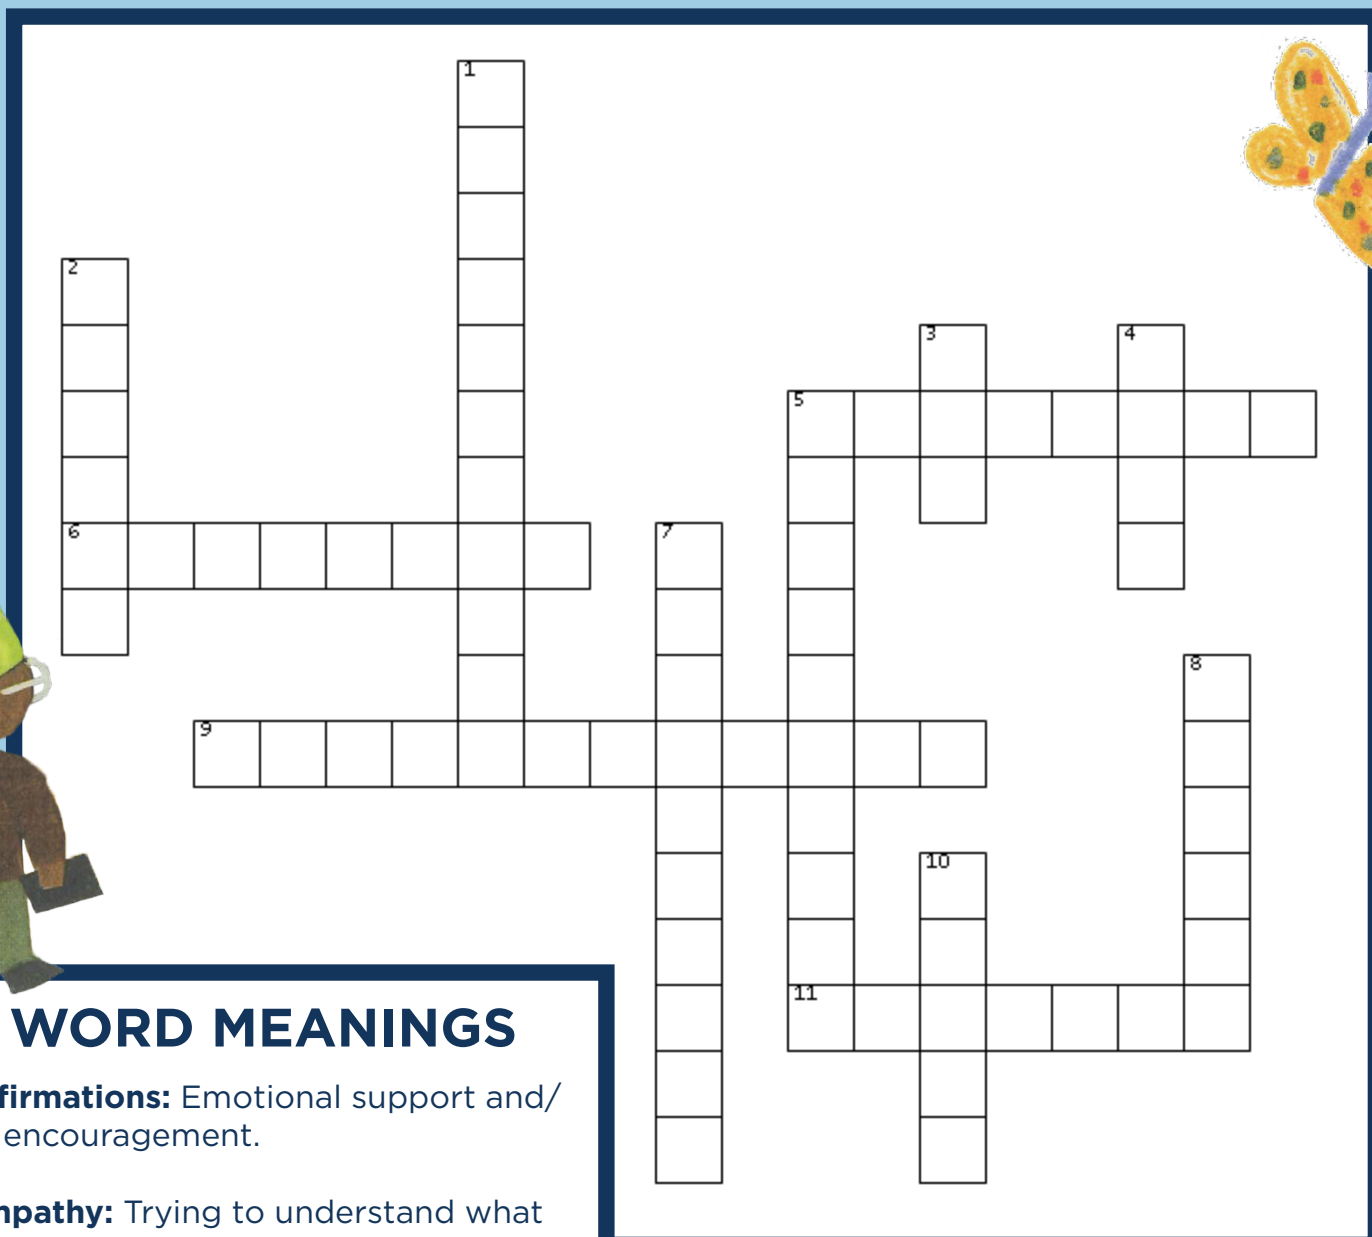 1
2
3
4
5
6
7
8
9
10
11
WORD MEANINGS
firmations: Emotional support and/
encouragement.
pathy: Trying to understand what